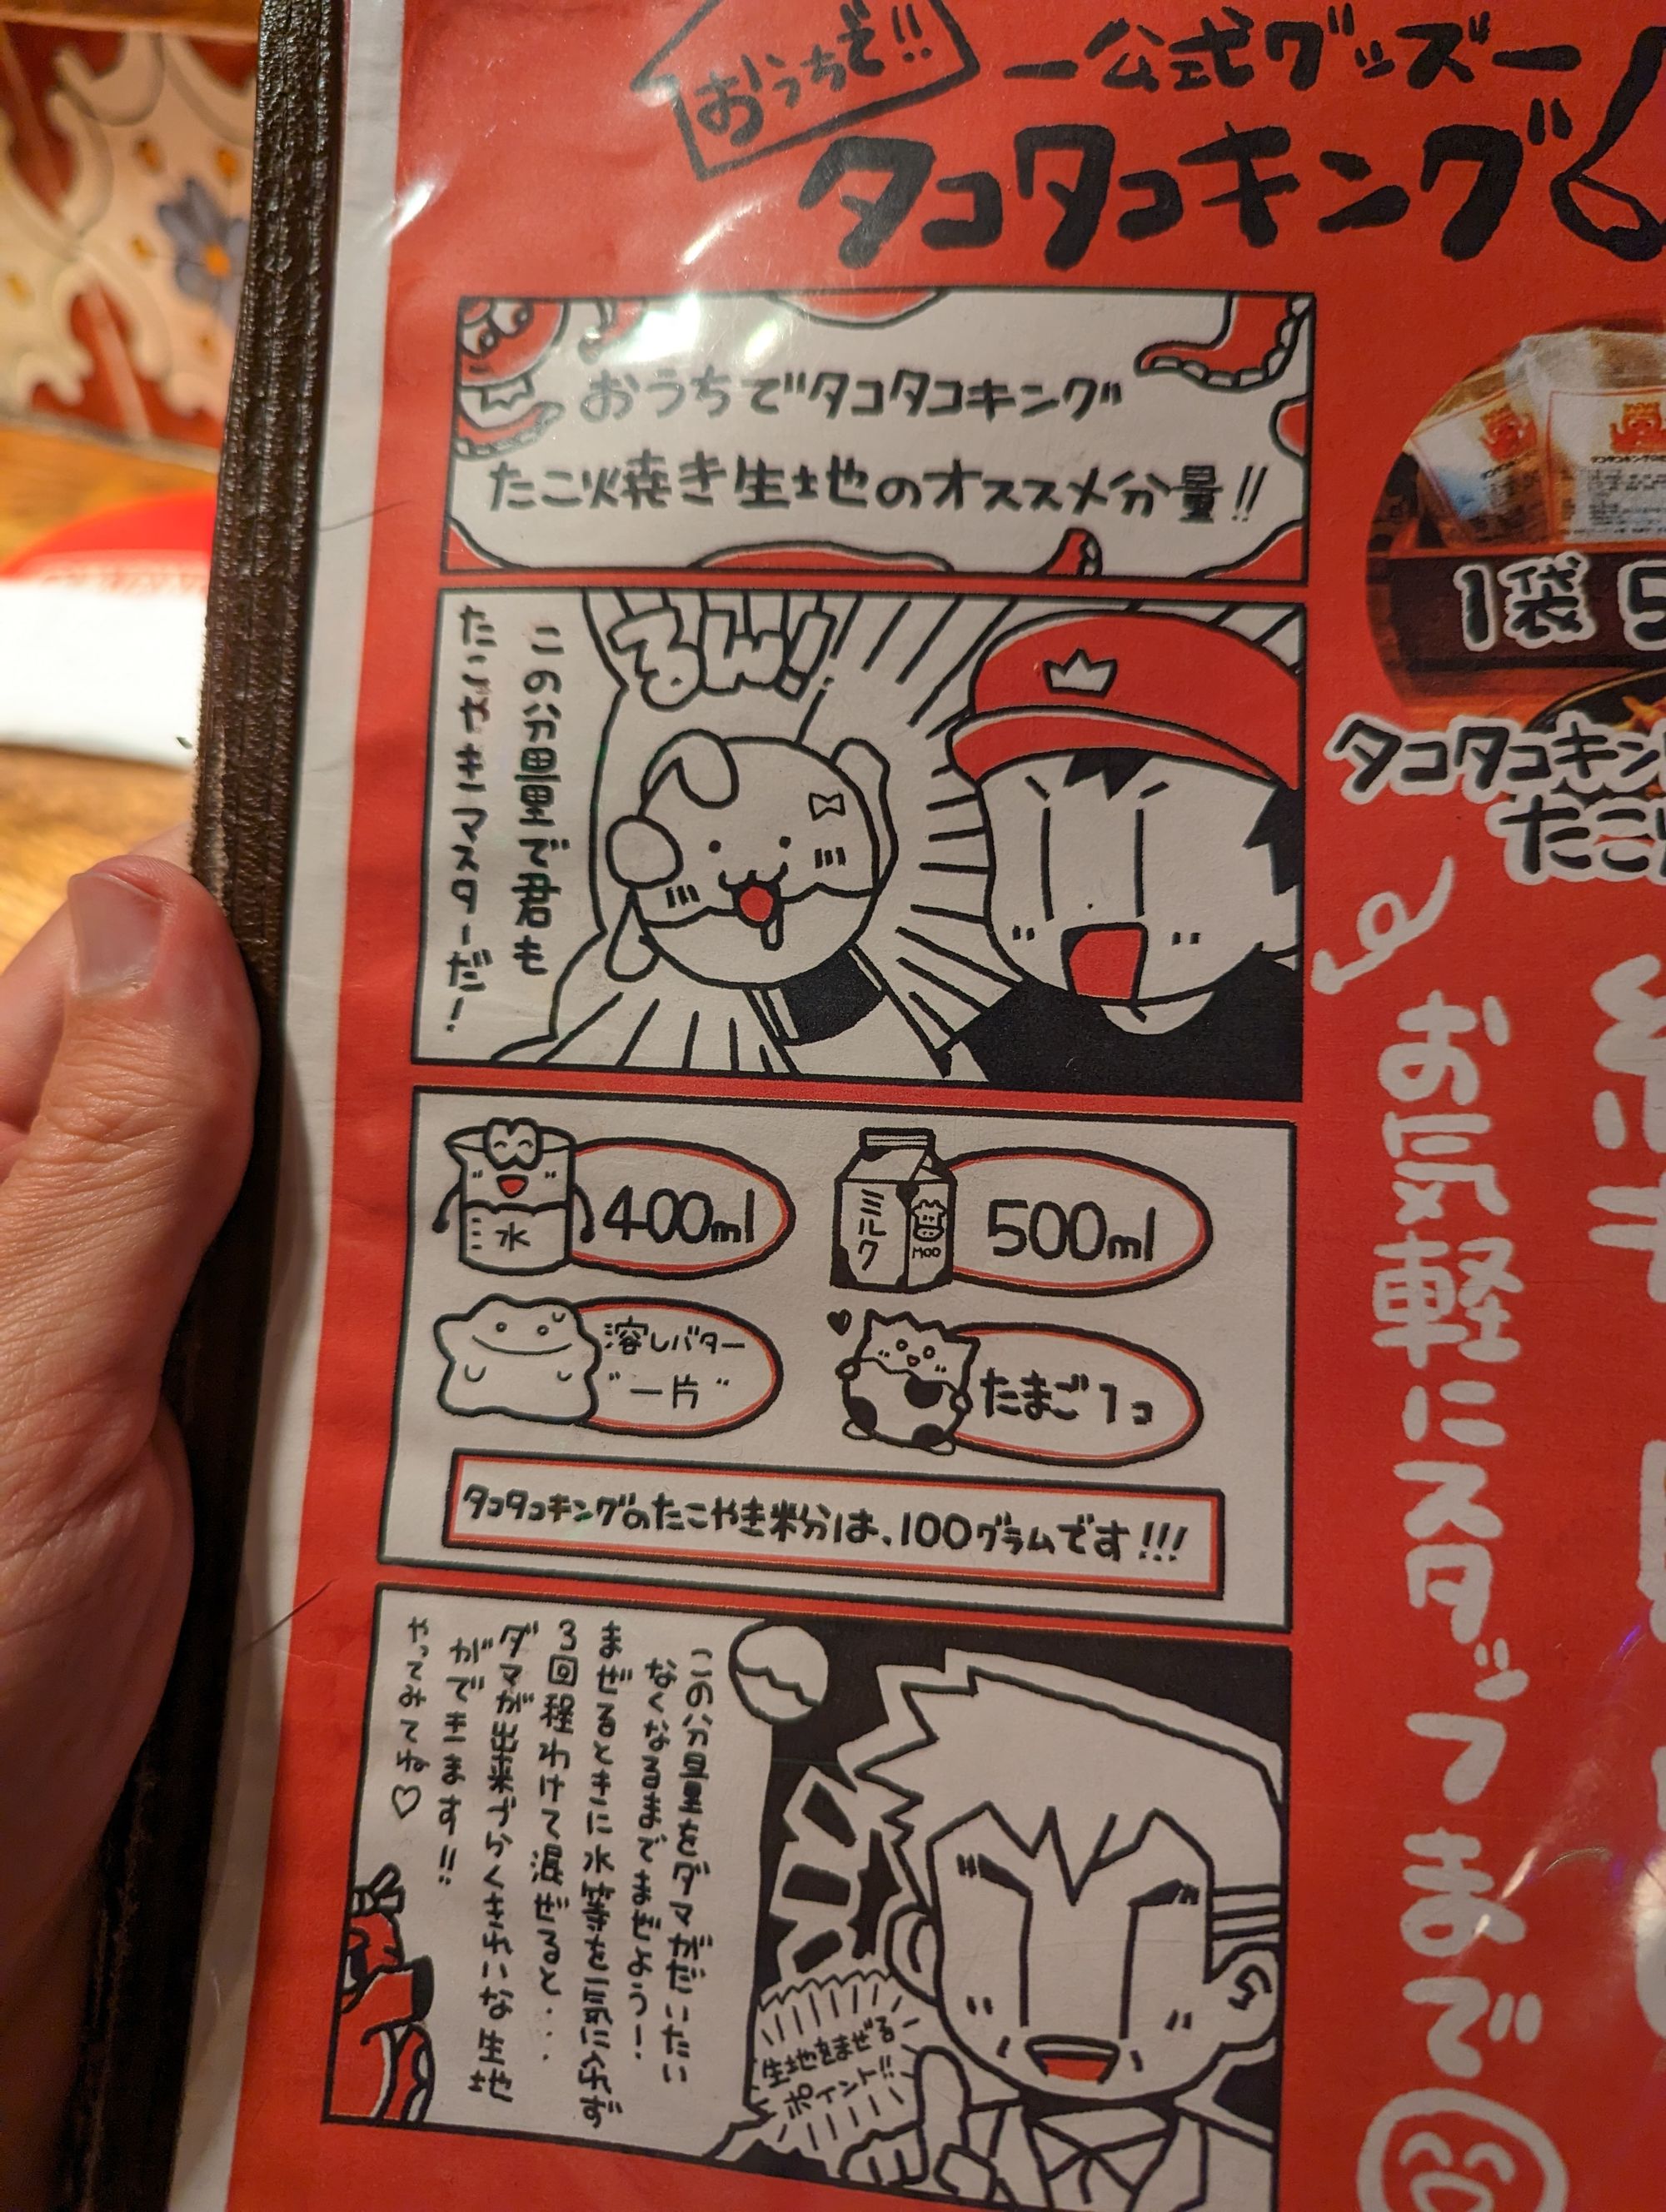 おうちで!!
ー公式グッズー
タコタコキング
おうちでタコタコキング
たこ焼き生地のオススメ分量!!
るん!
この分量で君も
たこやきマスターだ!
水
400ml
ミルク
MOO
500ml
溶しバター
"一片"
たまご1コ
タコタコキングのたこやき粉分は、100グラムです!!!
生地をまぜる
ポイント!!
この分量をダマがだいたい
なくなるまでまぜよう!
まぜるときに水等を一気に入れず
3回程わけて混ぜると...
ダマが出来づらくきれいな生地
ができます!!
やってみてね♡
1袋 5
タコタコキン
たこ
お気軽にスタッフまで